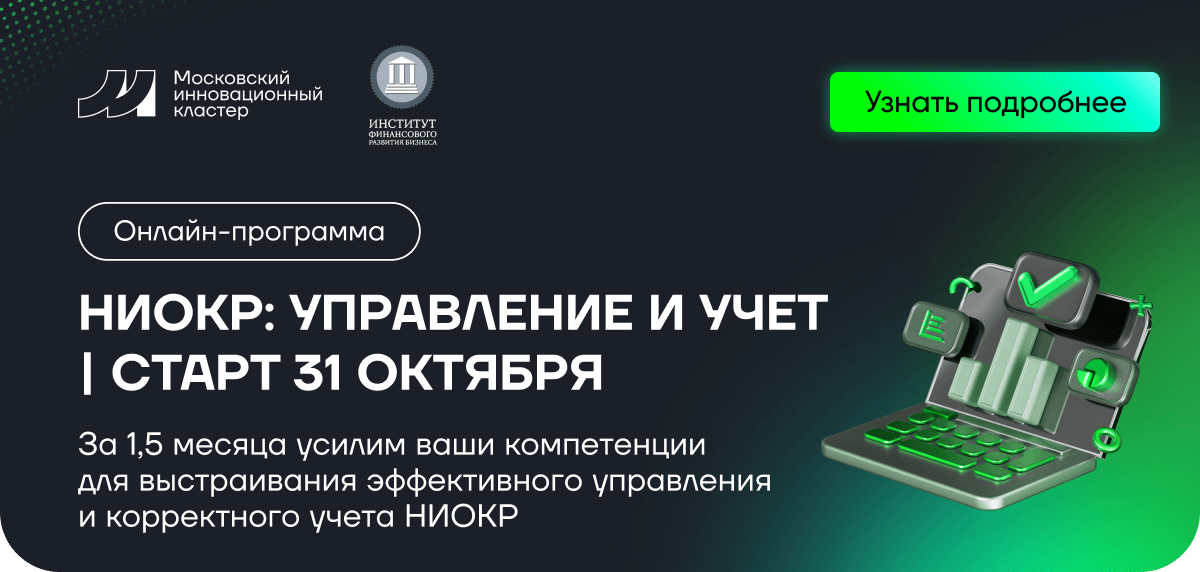 Московский
инновационный
кластер
ИНСТИТУТ
ФИНАНСОВОГО
РАЗВИТИЯ БИЗНЕСА
Узнать подробнее
Онлайн-программа
НИОКР: УПРАВЛЕНИЕ И УЧЕТ
| СТАРТ 31 ОКТЯБРЯ
За 1,5 месяца усилим ваши компетенции
для выстраивания эффективного управления
и корректного учета НИОКР